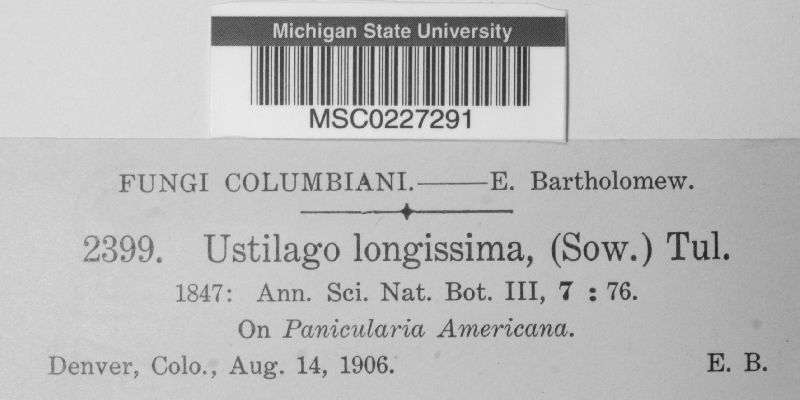 Michigan State University
MSC0227291
FUNGI COLUMBIANI.——E. Bartholomew.
2399. Ustilago longissima, (Sow.) Tul.
1847: Ann. Sci. Nat. Bot. III, 7 : 76.
On Panicularia Americana.
Denver, Colo., Aug. 14, 1906. E. B.